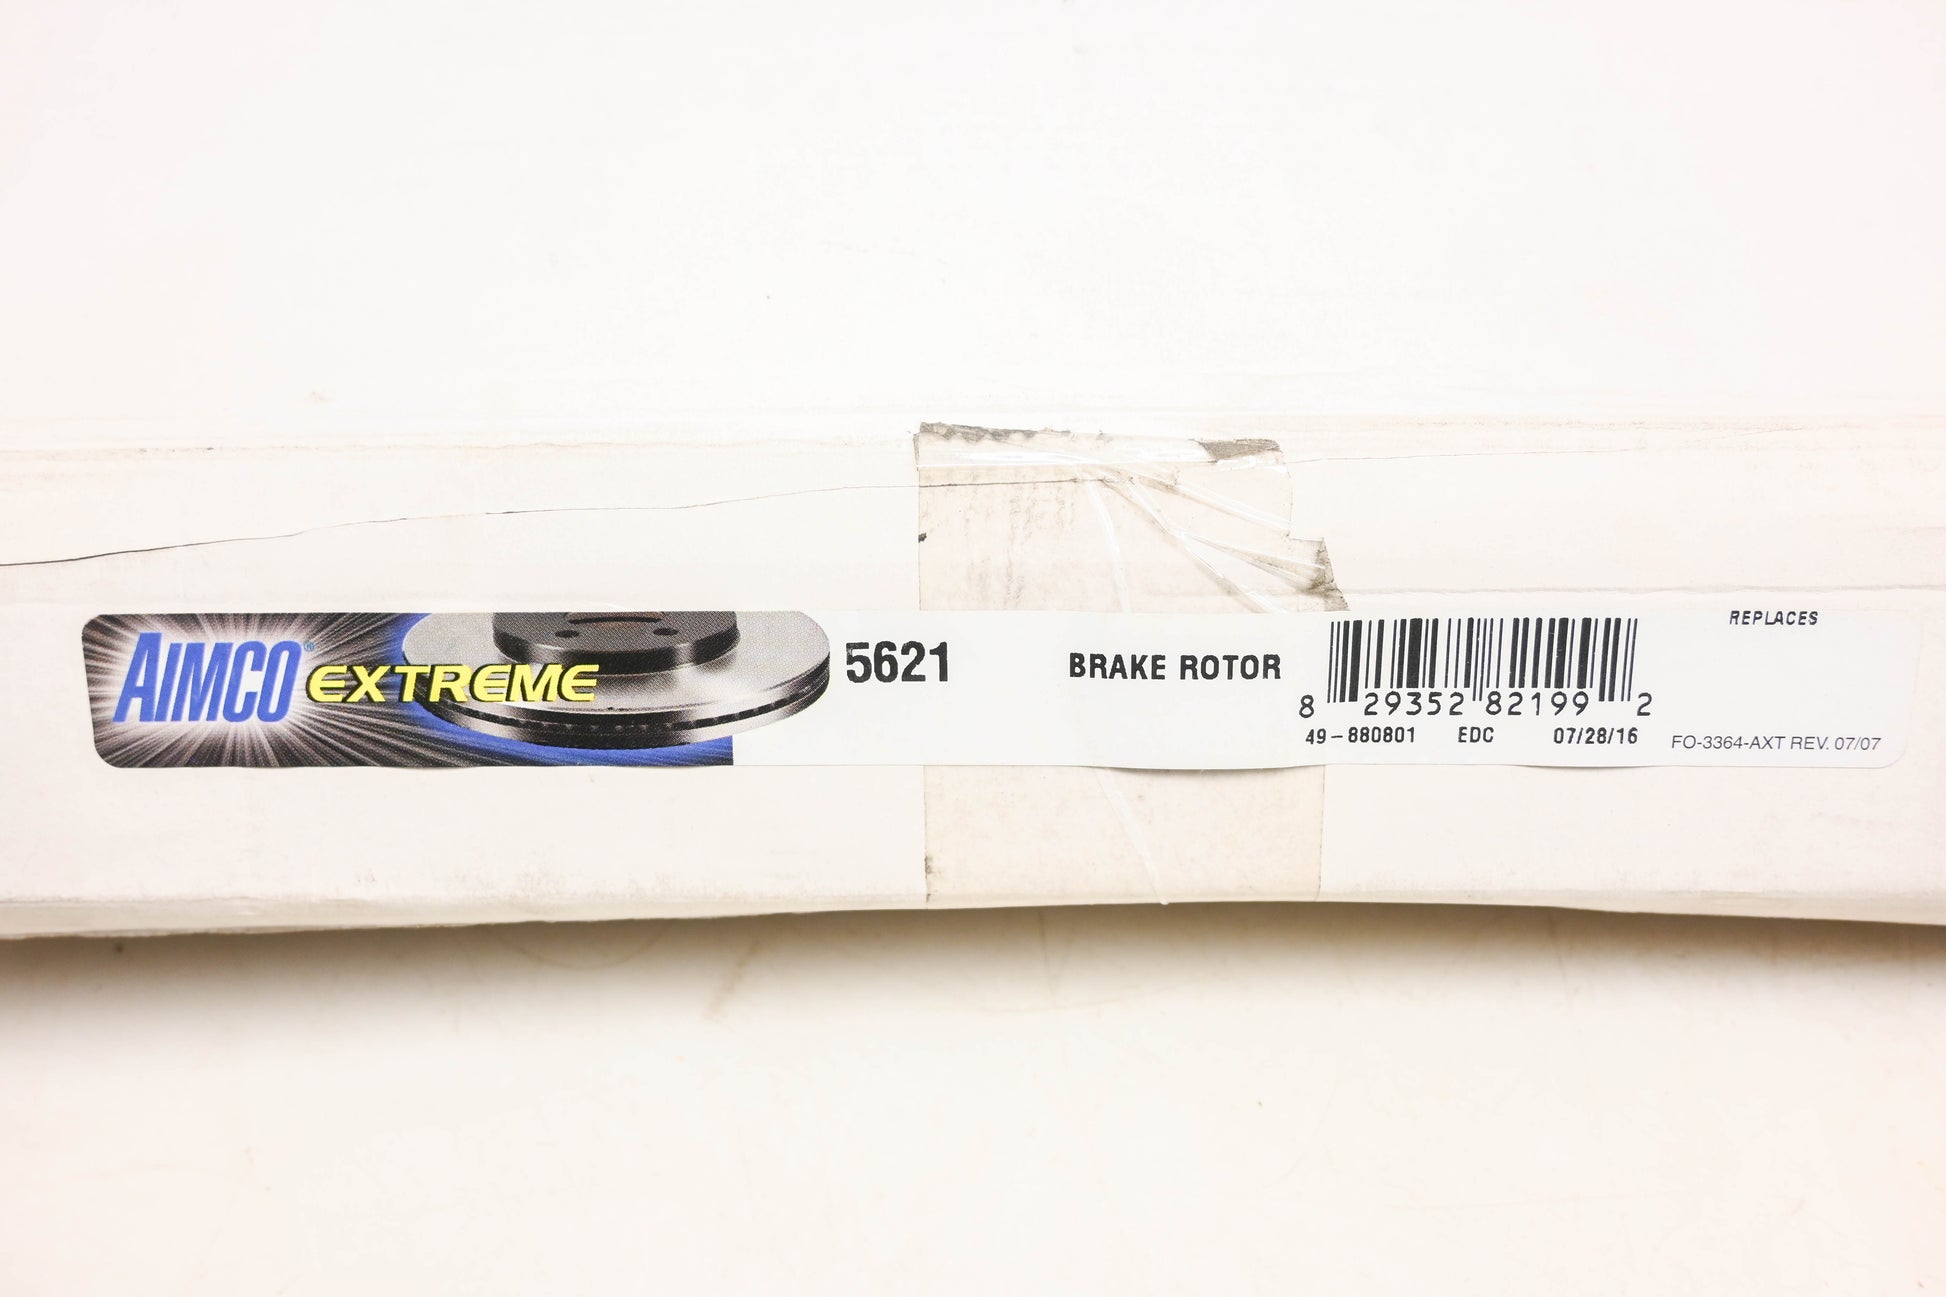 AIMCO® EXTREME
5621
BRAKE ROTOR
8 29352 82199 2
49-880801 EDC 07/28/16
REPLACES
FO-3364-AXT REV. 07/07